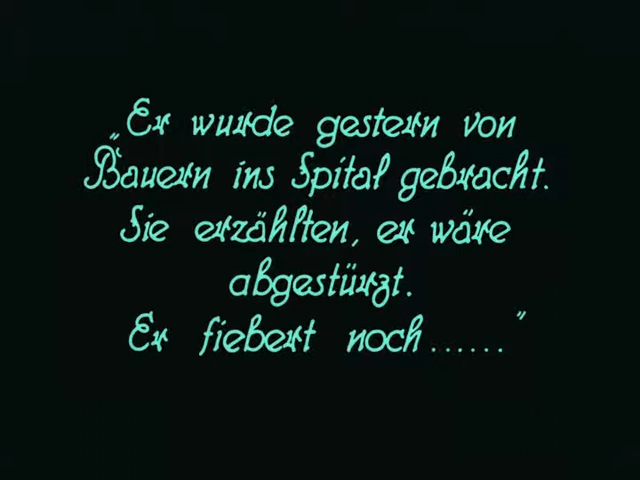 „Er wurde gestern von
Bauern ins Spital gebracht.
Sie erzählten, er wäre
abgestürzt.
Er fiebert noch......"